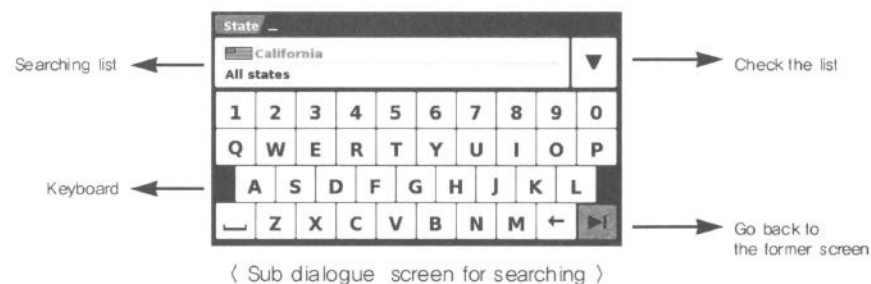 State _
California
All states
Searching list
Check the list
1 2 3 4 5 6 7 8 9 0
Q W E R T Y U I O P
A S D F G H J K L
Keyboard
Z X C V B N M ←
Go back to
the former screen
〈 Sub dialogue screen for searching 〉